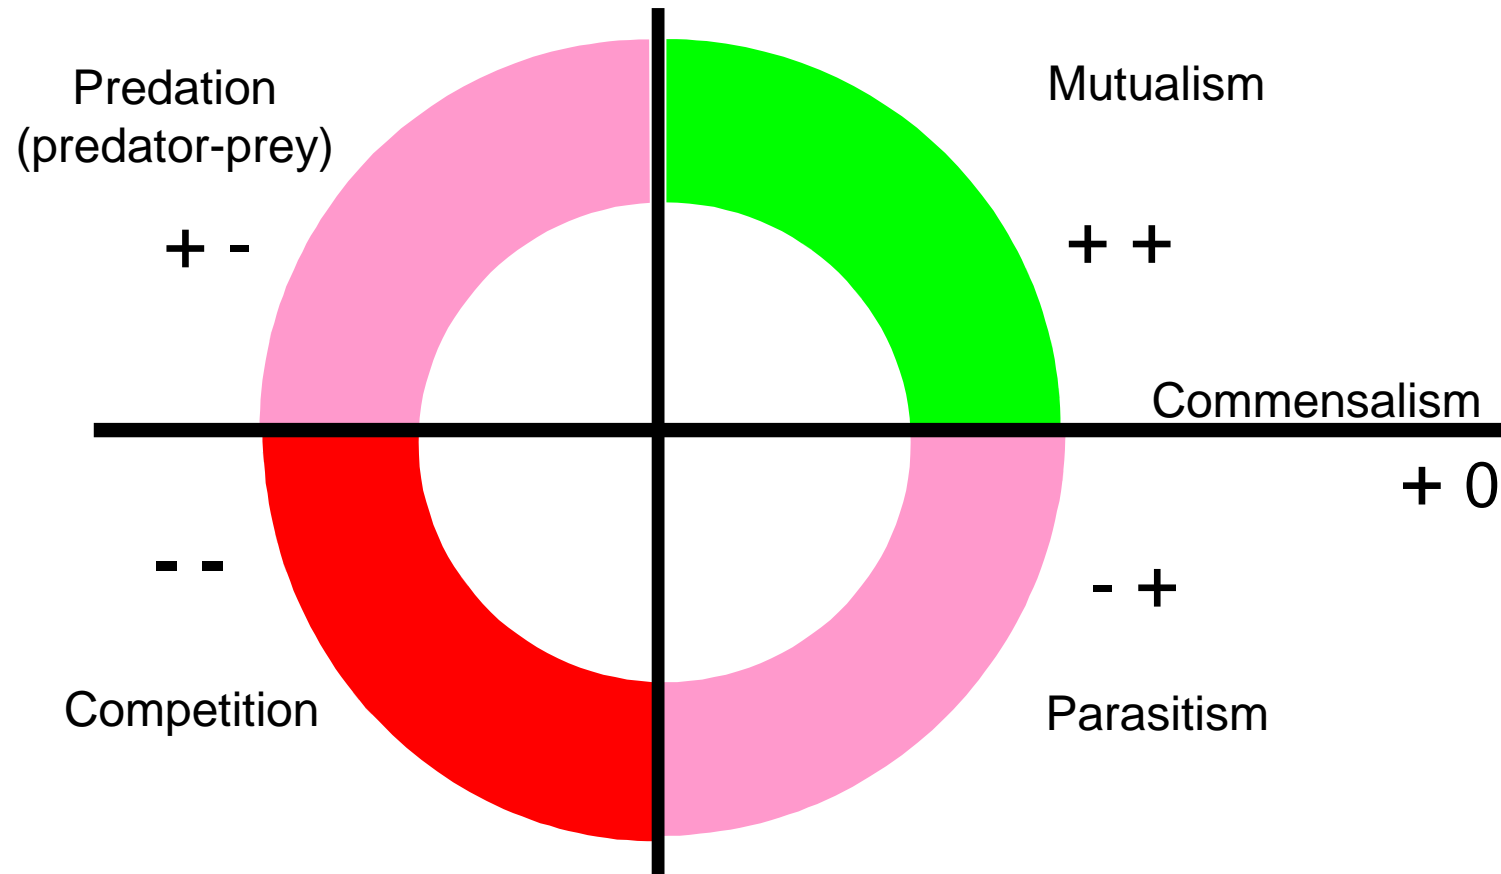 Predation
(predator-prey)
+ -
Mutualism
+ +
Commensalism
+ 0
- -
Competition
- +
Parasitism